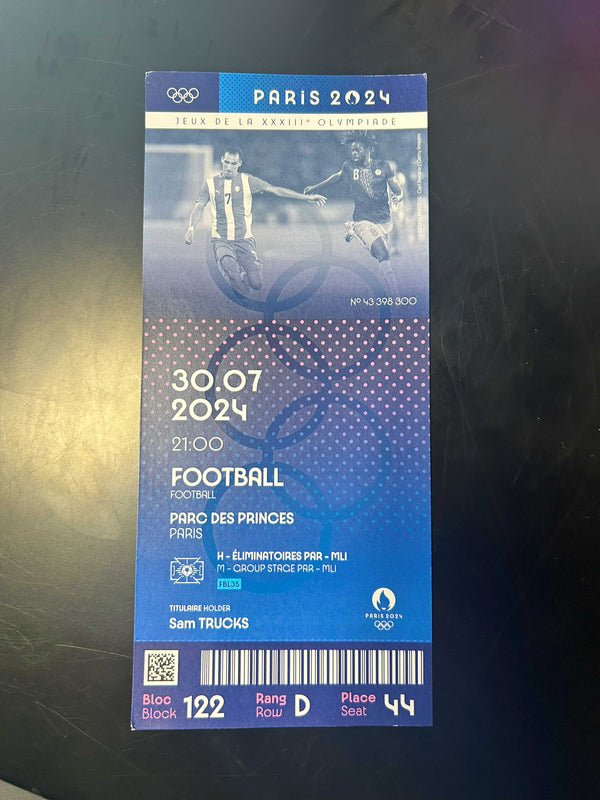 PARIS 2024
JEUX DE LA XXXIIIᵉ OLYMPIADE
7
8
Nº 43 398 300
30.07
2024
21:00
FOOTBALL
FOOTBALL
PARC DES PRINCES
PARIS
H - ÉLIMINATOIRES PAR - MLI
M - GROUP STAGE PAR - MLI
FBL35
TITULAIRE HOLDER
Sam TRUCKS
PARIS 2024
Bloc Block 122
Rang Row D
Place Seat 44